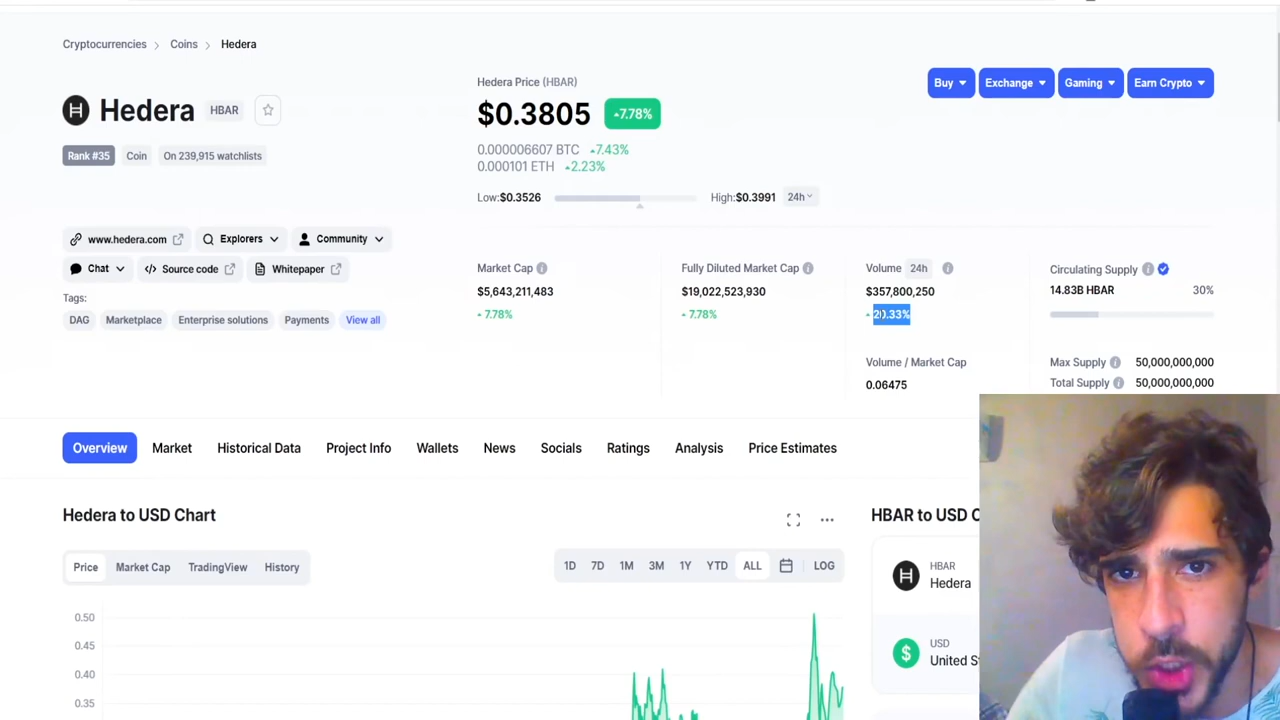 Cryptocurrencies > Coins > Hedera
Hedera HBAR
Rank #35 Coin On 239,915 watchlists
www.hedera.com Explorers Community
Chat Source code Whitepaper
Tags:
DAG Marketplace Enterprise solutions Payments View all
Hedera Price (HBAR)
$0.3805 7.78%
0.000006607 BTC 7.43%
0.000101 ETH 2.23%
Low:$0.3526 High:$0.3991 24h
Buy Exchange Gaming Earn Crypto
Market Cap
$5,643,211,483
7.78%
Fully Diluted Market Cap
$19,022,523,930
7.78%
Volume 24h
$357,800,250
20.33%
Volume / Market Cap
0.06475
Circulating Supply
14.83B HBAR 30%
Max Supply 50,000,000,000
Total Supply 50,000,000,000
Overview Market Historical Data Project Info Wallets News Socials Ratings Analysis Price Estimates
Hedera to USD Chart
Price Market Cap TradingView History
1D 7D 1M 3M 1Y YTD ALL LOG
0.50
0.45
0.40
0.35
HBAR to USD
HBAR
Hedera
USD
United